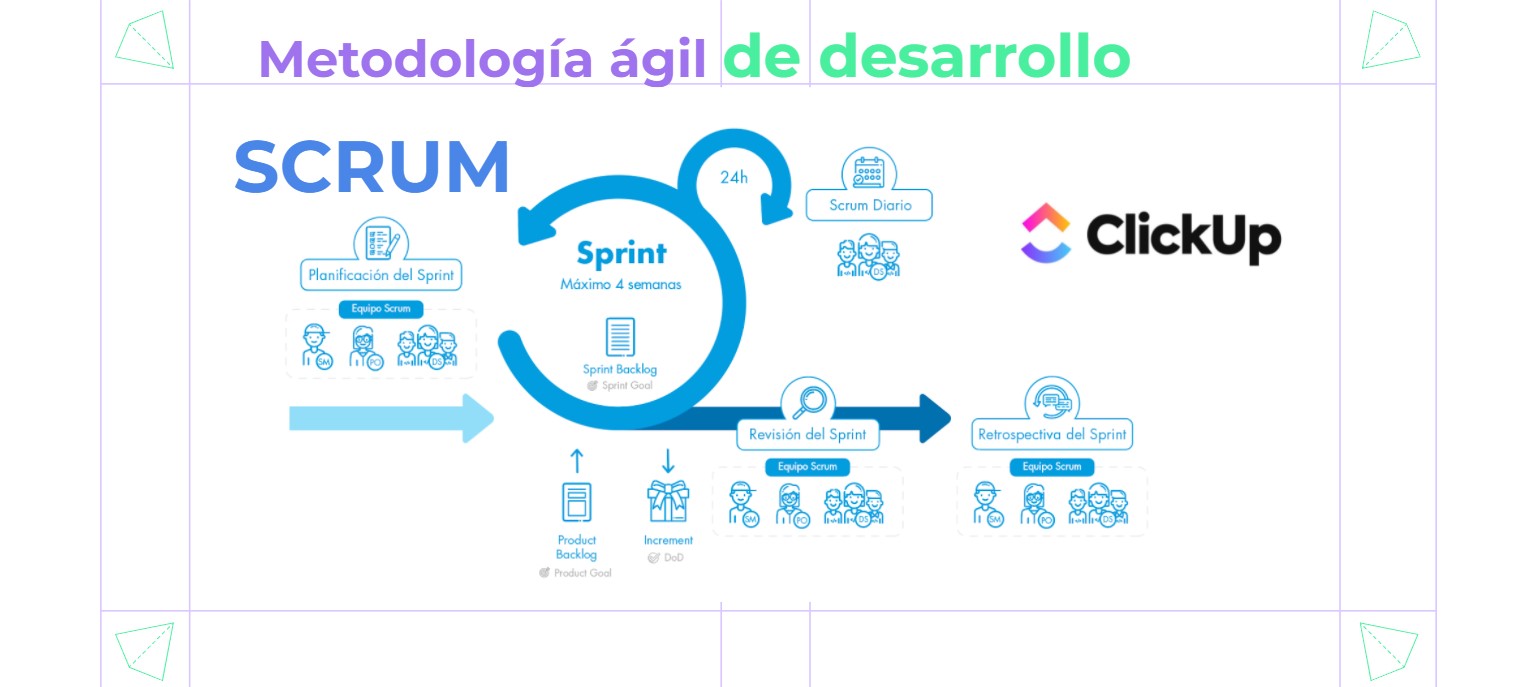 Metodología ágil de desarrollo
SCRUM
24h
Scrum Diario
DS
ClickUp
Sprint
Máximo 4 semanas
Planificación del Sprint
Equipo Scrum
SM PO DS
Sprint Backlog
Sprint Goal
Revisión del Sprint
Equipo Scrum
SM PO DS
Retrospectiva del Sprint
Equipo Scrum
SM PO DS
Product
Backlog
Product Goal
Increment
DoD